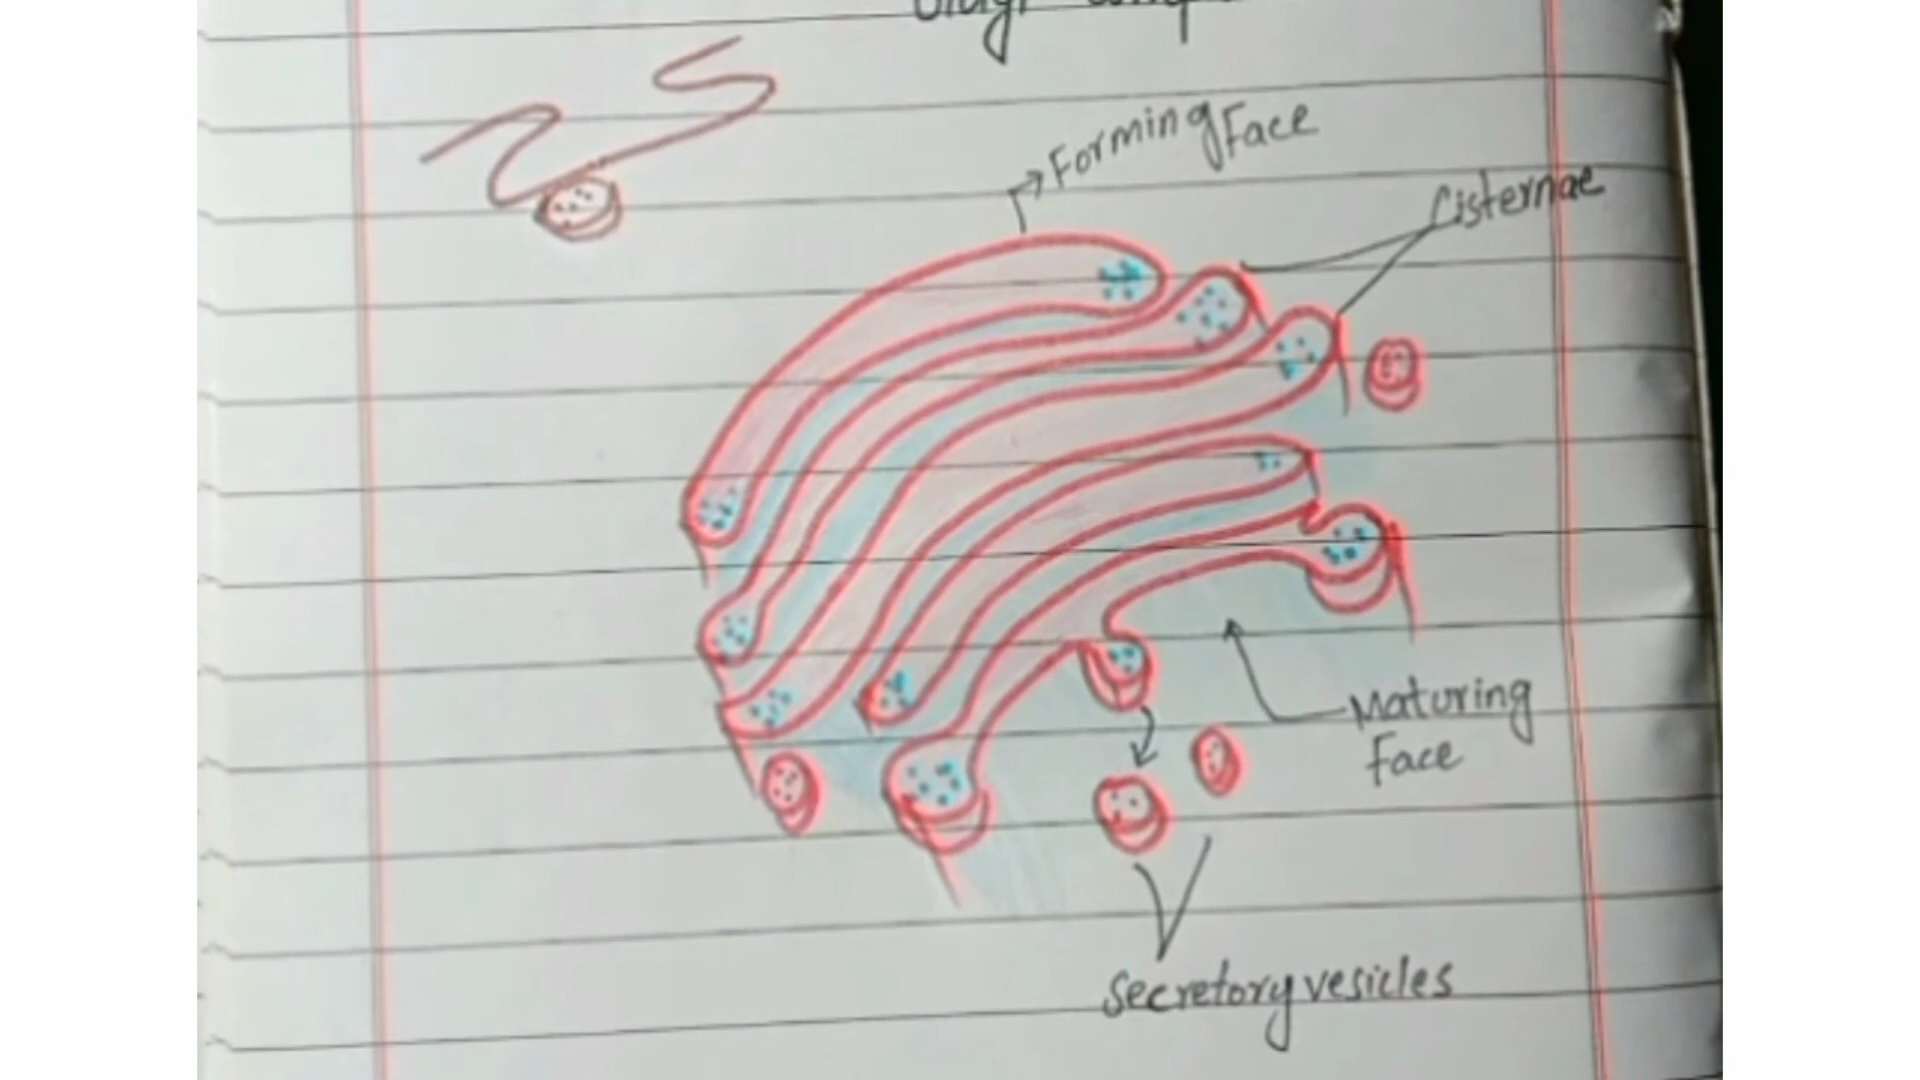 Forming Face
Cisternae
Maturing
Face
Secretory vesicles